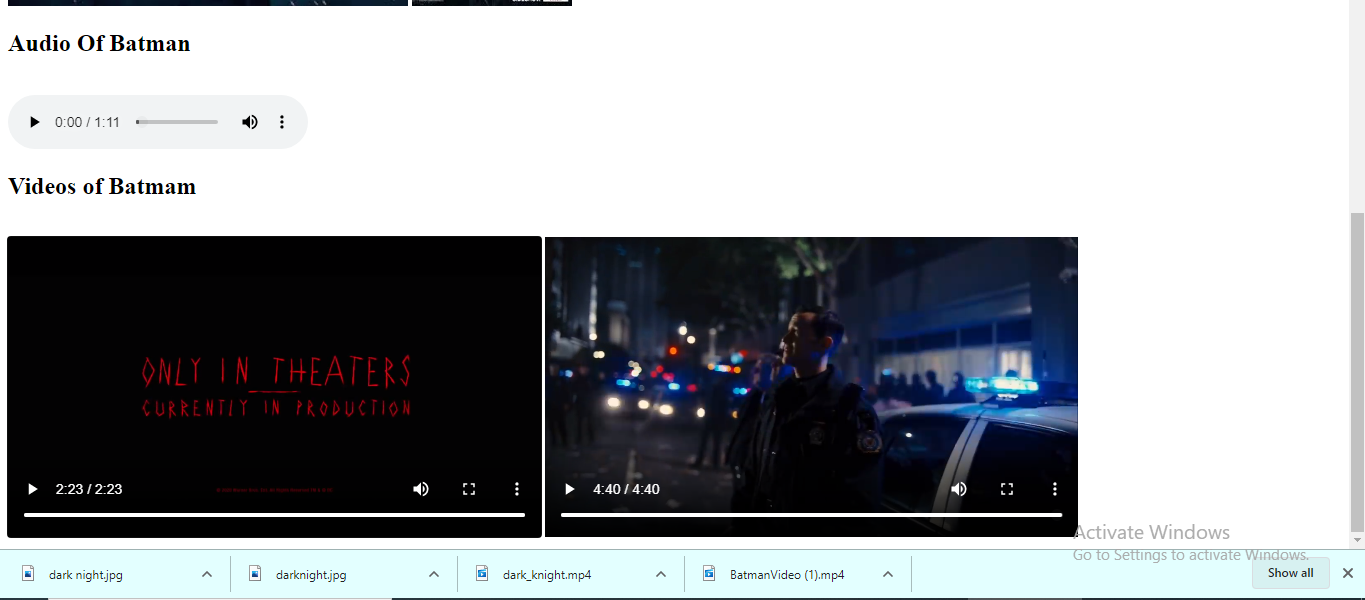 Audio Of Batman
0:00 / 1:11
Videos of Batmam
ONLY IN THEATERS
CURRENTLY IN PRODUCTION
2:23 / 2:23
4:40 / 4:40
Activate Windows
Go to Settings to activate Windows.
dark night.jpg
darknight.jpg
dark_knight.mp4
BatmanVideo (1).mp4
Show all